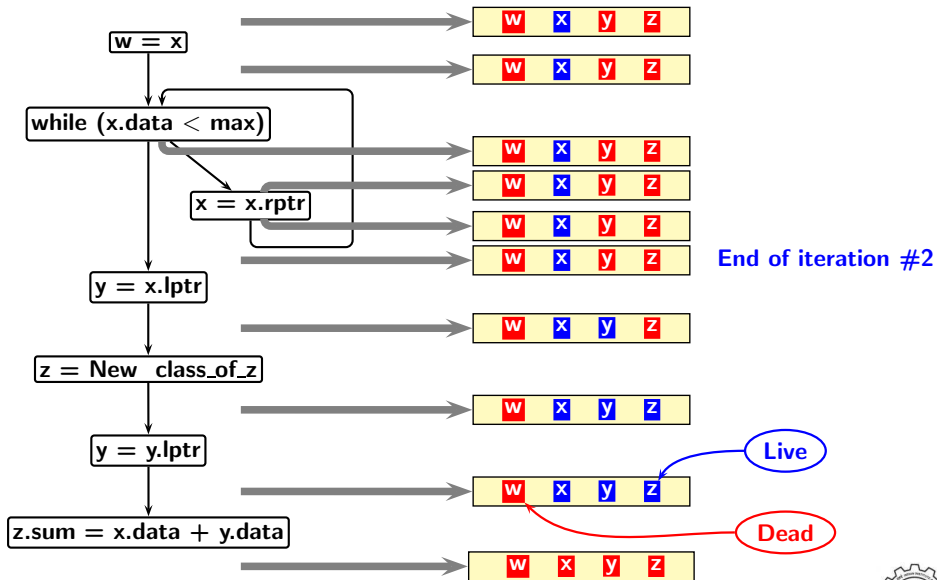 w x y z
w = x
w x y z
while (x.data < max)
w x y z
w x y z
x = x.rptr
w x y z
w x y z End of iteration #2
y = x.lptr
w x y z
z = New class_of_z
w x y z
y = y.lptr
Live
w x y z
z.sum = x.data + y.data
Dead
w x y z